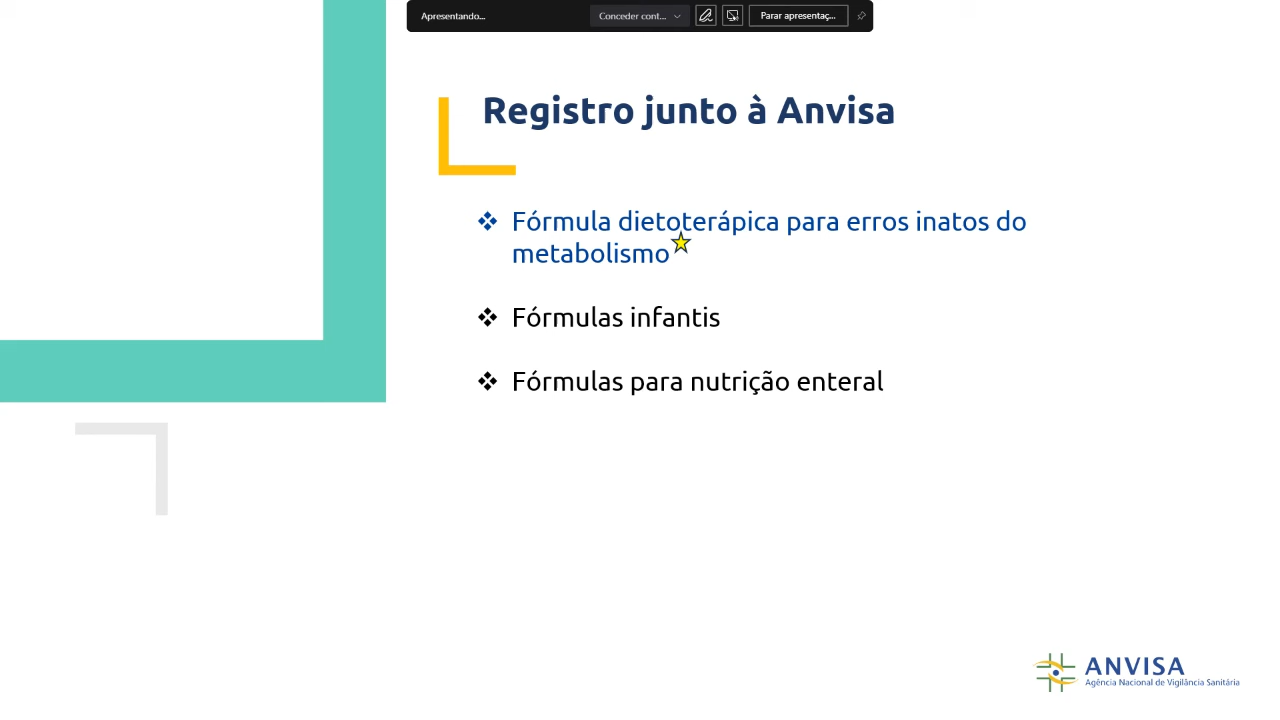 Apresentando...
Conceder cont...
Parar apresentaç...
Registro junto à Anvisa
❖ Fórmula dietoterápica para erros inatos do
metabolismo
❖ Fórmulas infantis
❖ Fórmulas para nutrição enteral
ANVISA
Agência Nacional de Vigilância Sanitária